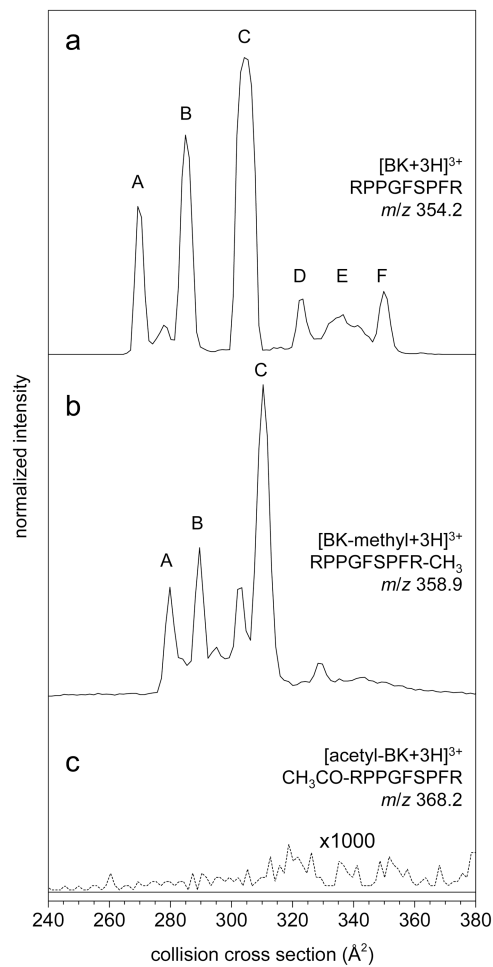 a
C
B
A
[BK+3H]³⁺
RPPGFSPFR
m/z 354.2
D
E
F
C
b
B
A
[BK-methyl+3H]³⁺
RPPGFSPFR-CH₃
m/z 358.9
c
[acetyl-BK+3H]³⁺
CH₃CO-RPPGFSPFR
m/z 368.2
x1000
normalized intensity
240 260 280 300 320 340 360 380
collision cross section (Å²)